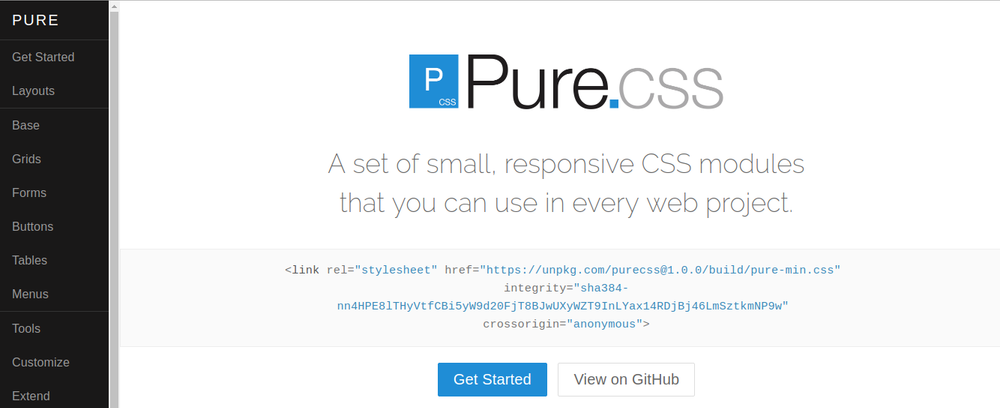 PURE
Get Started
Layouts
Base
Grids
Forms
Buttons
Tables
Menus
Tools
Customize
Extend
P
CSS
Pure.css
A set of small, responsive CSS modules
that you can use in every web project.
<link rel="stylesheet" href="https://unpkg.com/purecss@1.0.0/build/pure-min.css"
integrity="sha384-
nn4HPE8lTHyVtfCBi5yW9d20FjT8BJwUXyWZT9InLYax14RDjBj46LmSztkmNP9w"
crossorigin="anonymous">
Get Started
View on GitHub